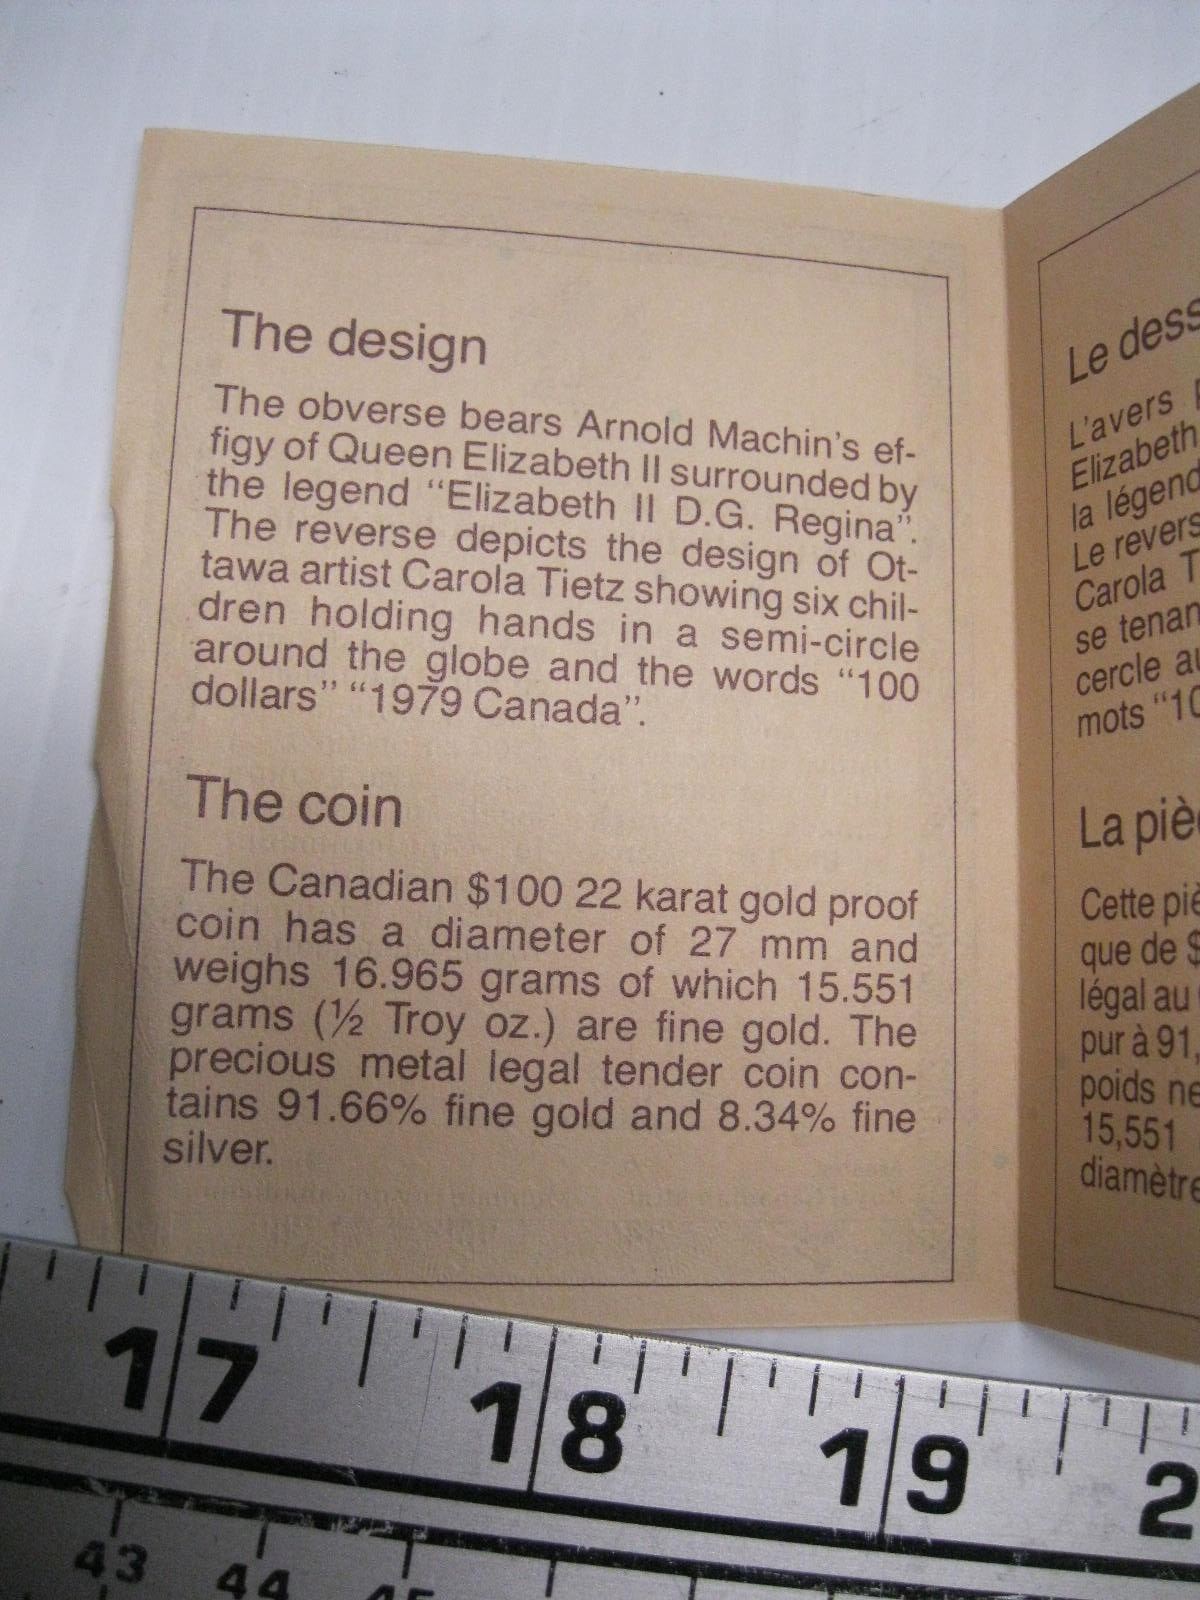 The design
The obverse bears Arnold Machin's ef-
figy of Queen Elizabeth II surrounded by
the legend "Elizabeth II D.G. Regina".
The reverse depicts the design of Ot-
tawa artist Carola Tietz showing six chil-
dren holding hands in a semi-circle
around the globe and the words "100
dollars" "1979 Canada".
The coin
The Canadian $100 22 karat gold proof
coin has a diameter of 27 mm and
weighs 16.965 grams of which 15.551
grams (½ Troy oz.) are fine gold. The
precious metal legal tender coin con-
tains 91.66% fine gold and 8.34% fine
silver.
Le dess
L'avers
Elizabeth
la légend
Le revers
Carola T
se tenan
cercle au
mots "10
La piè
Cette piè
que de $
légal au
pur à 91,
poids ne
15,551
diamètre
17 18 19 2
43 44 45